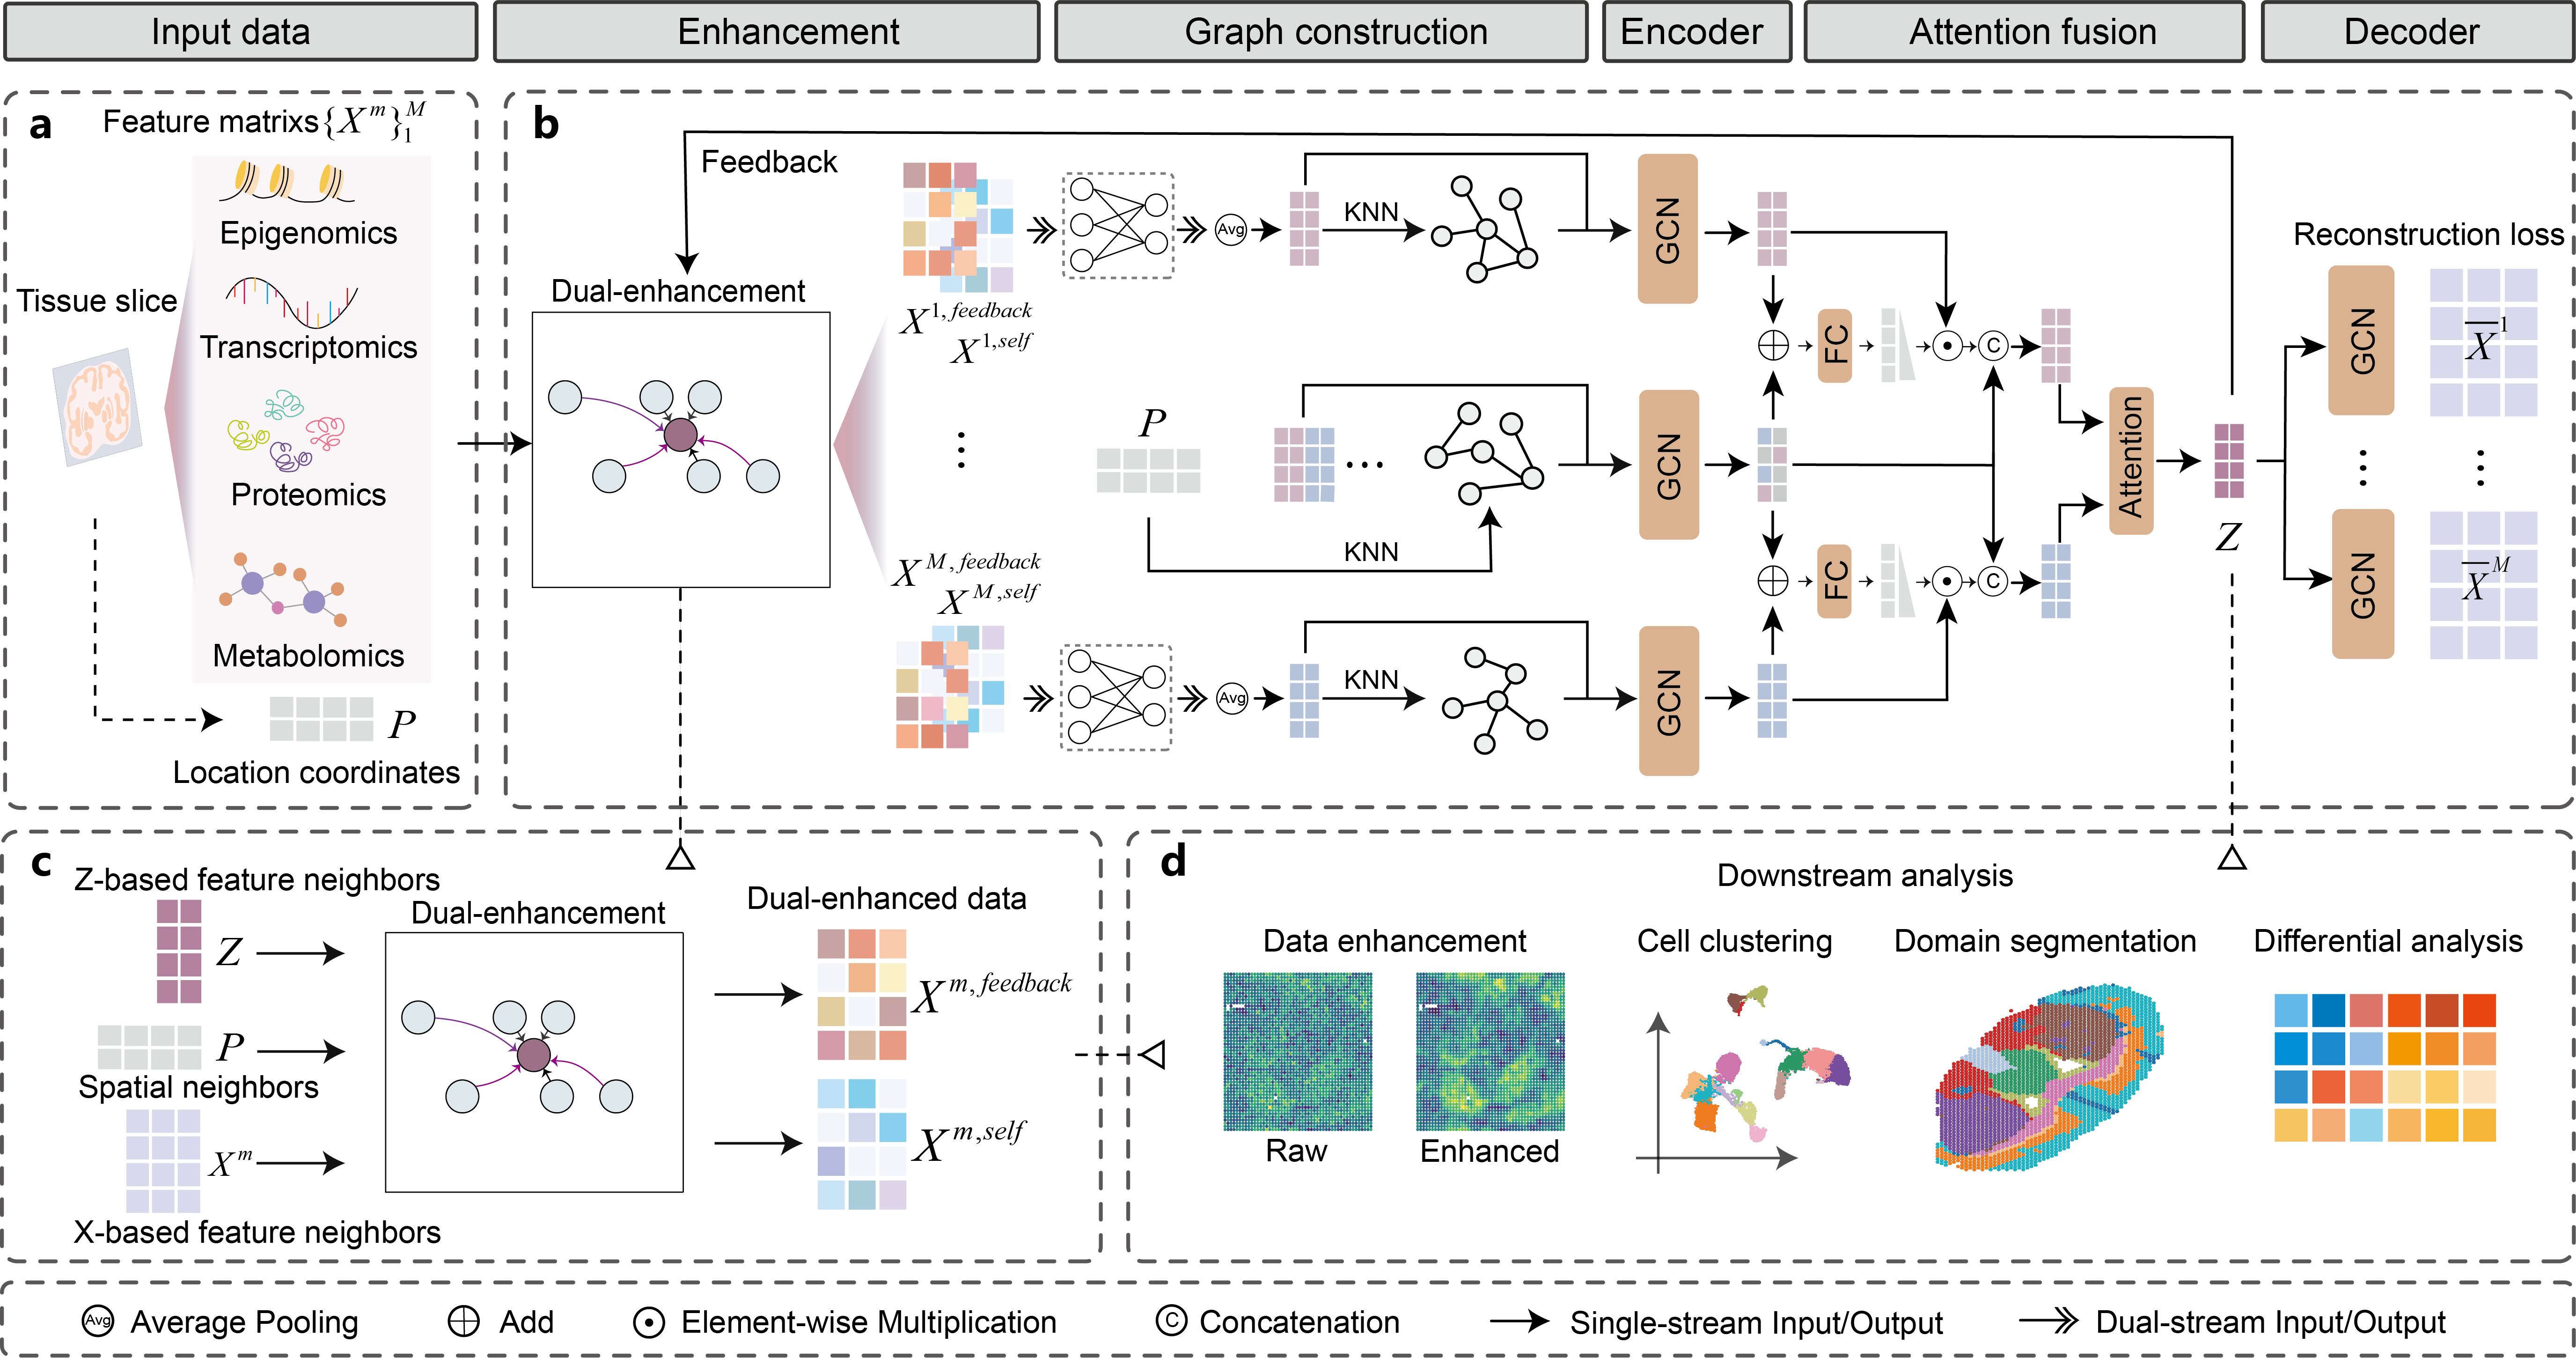 Input data
Enhancement
Graph construction
Encoder
Attention fusion
Decoder
a
Feature matrixs {X^m}_1^M
Epigenomics
Tissue slice
Transcriptomics
Proteomics
Metabolomics
P
Location coordinates
b
Feedback
Dual-enhancement
X^{1, feedback}
X^{1,self}
⋮
X^{M, feedback}
X^{M,self}
Avg
KNN
GCN
P
...
KNN
GCN
Avg
KNN
GCN
FC
C
FC
C
Attention
Z
Reconstruction loss
GCN
X̅^1
⋮
⋮
GCN
X̅^M
c
Z-based feature neighbors
Z
P
Spatial neighbors
X^m
X-based feature neighbors
Dual-enhancement
Dual-enhanced data
X^{m, feedback}
X^{m,self}
d
Downstream analysis
Data enhancement
Raw
Enhanced
Cell clustering
Domain segmentation
Differential analysis
Avg Average Pooling
⊕ Add
⊙ Element-wise Multiplication
C Concatenation
Single-stream Input/Output
Dual-stream Input/Output